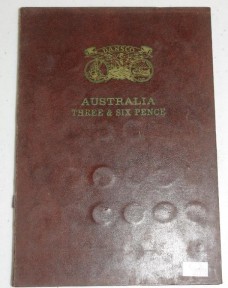 DANSCO
AUSTRALIA
THREE & SIX PENCE